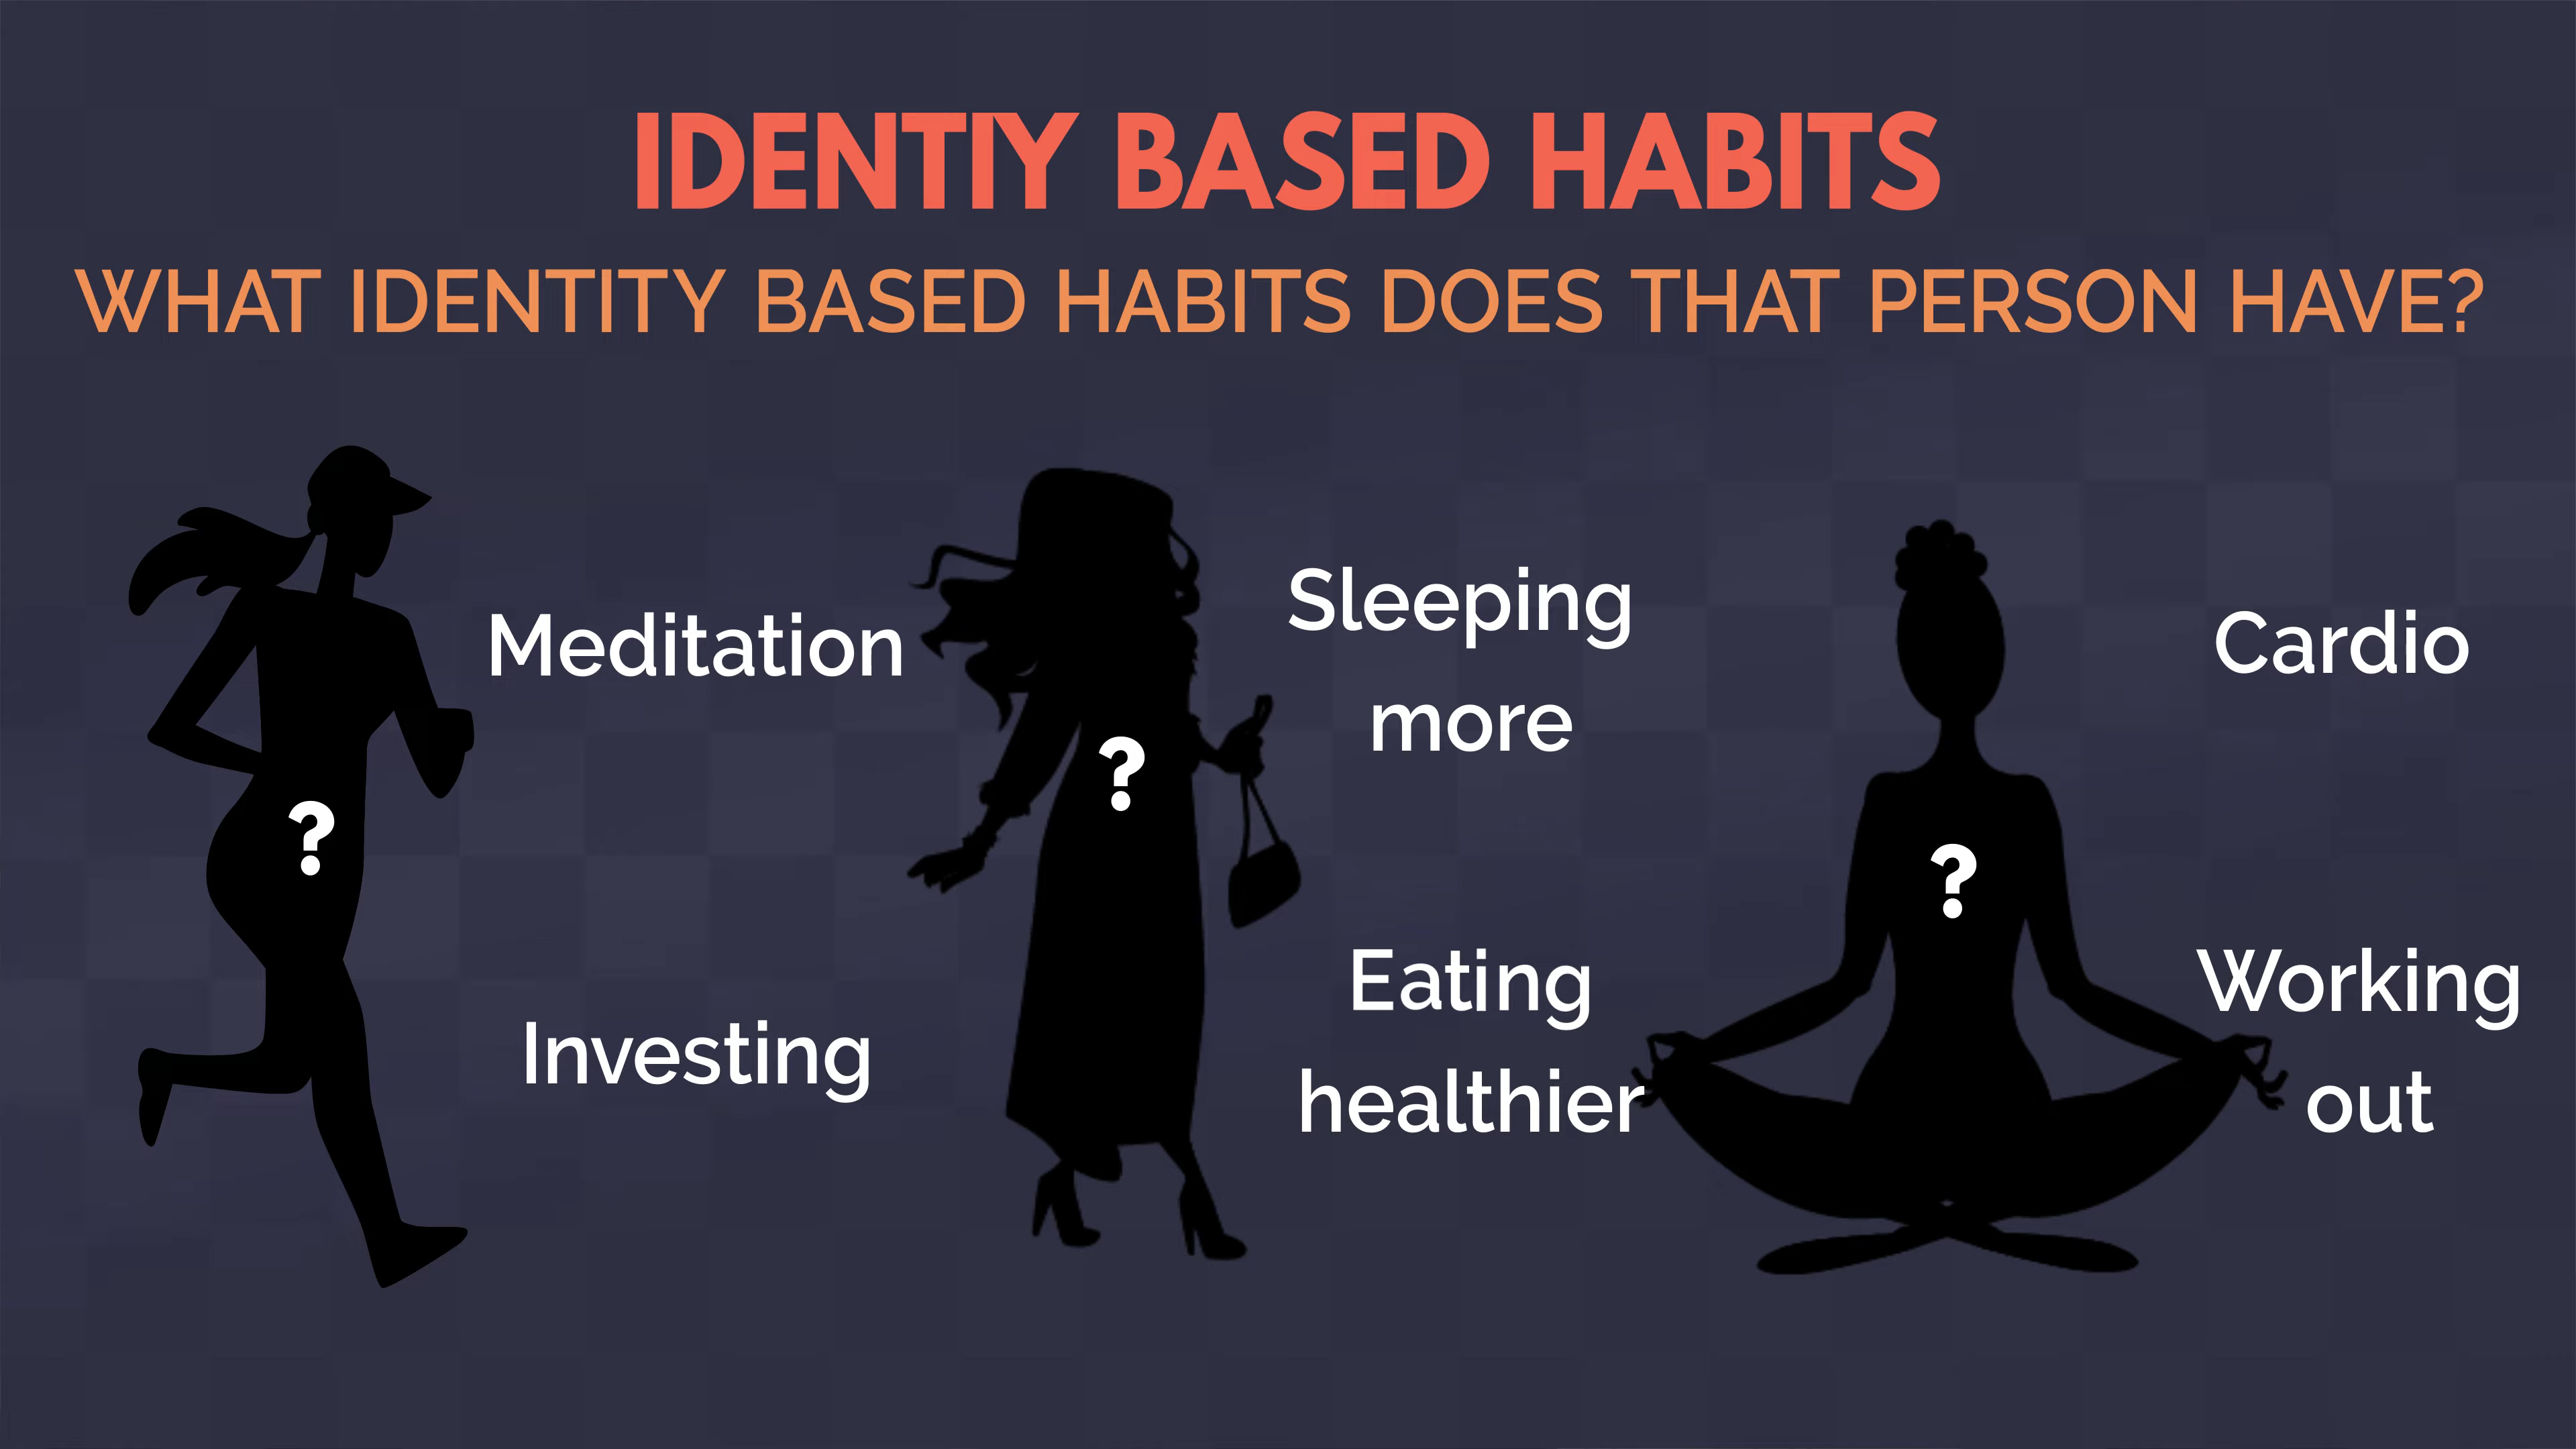 IDENTIY BASED HABITS
WHAT IDENTITY BASED HABITS DOES THAT PERSON HAVE?
Meditation
Investing
?
Sleeping
more
Eating
healthier
?
Cardio
Working
out
?